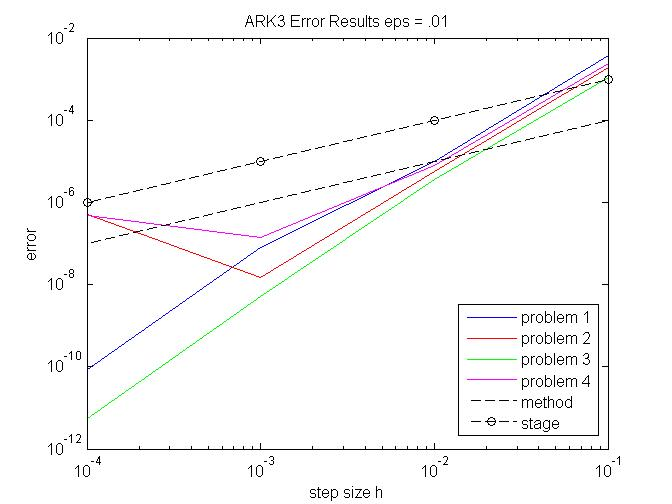 ARK3 Error Results eps = .01
10^-2
10^-4
10^-6
10^-8
10^-10
10^-12
error
10^-4
10^-3
10^-2
10^-1
step size h
problem 1
problem 2
problem 3
problem 4
method
stage